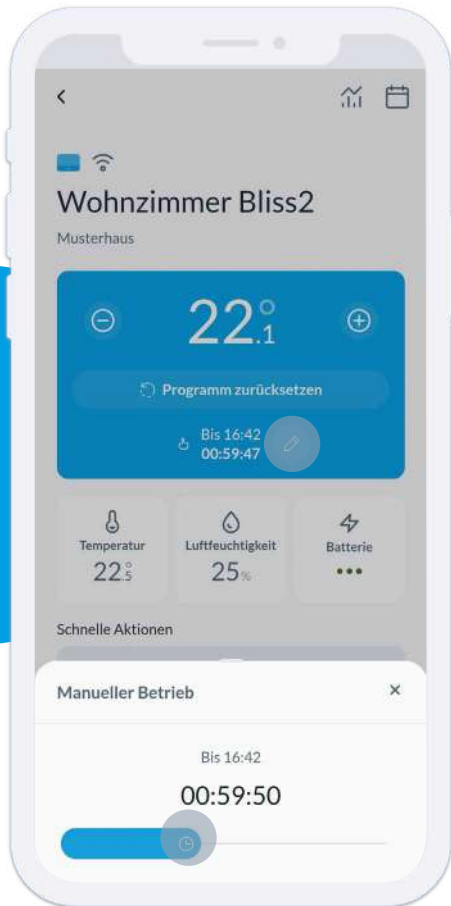 Wohnzimmer Bliss2
Musterhaus
22°.1
Programm zurücksetzen
Bis 16:42
00:59:47
Temperatur
22.5°
Luftfeuchtigkeit
25%
Batterie
Schnelle Aktionen
Manueller Betrieb
Bis 16:42
00:59:50